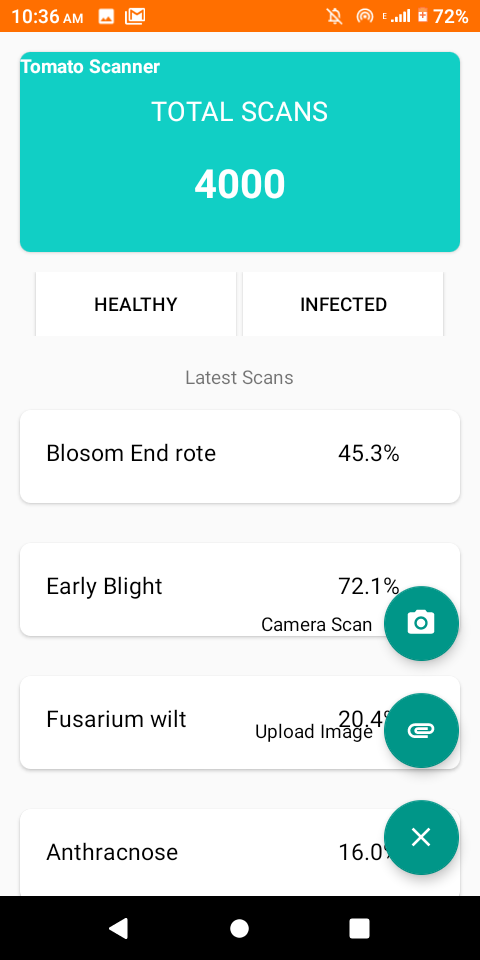 10:36 AM
E
72%
Tomato Scanner
TOTAL SCANS
4000
HEALTHY
INFECTED
Latest Scans
Blosom End rote 45.3%
Early Blight 72.1%
Camera Scan
Fusarium wilt 20.4%
Upload Image
Anthracnose 16.0%